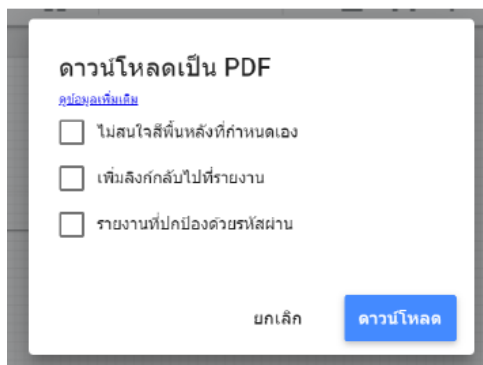 ดาวน์โหลดเป็น PDF
ดูข้อมูลเพิ่มเติม
ไม่สนใจสีพื้นหลังที่กำหนดเอง
เพิ่มลิงก์กลับไปที่รายงาน
รายงานที่ปกป้องด้วยรหัสผ่าน
ยกเลิก ดาวน์โหลด